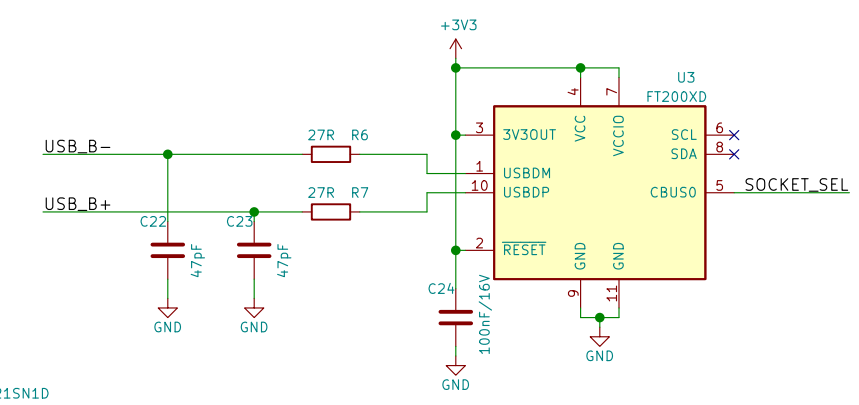 +3V3
U3
FT200XD
4
7
VCC
VCCIO
27R R6
3 3V3OUT
SCL 6
USB_B-
SDA 8
1 USBDM
27R R7
10 USBDP
CBUS0 5 SOCKET_SEL
USB_B+
C22
47pF
C23
47pF
2 RESET
GND
GND
C24
100nF/16V
9
11
GND
GND
GND
GND
21SN1D